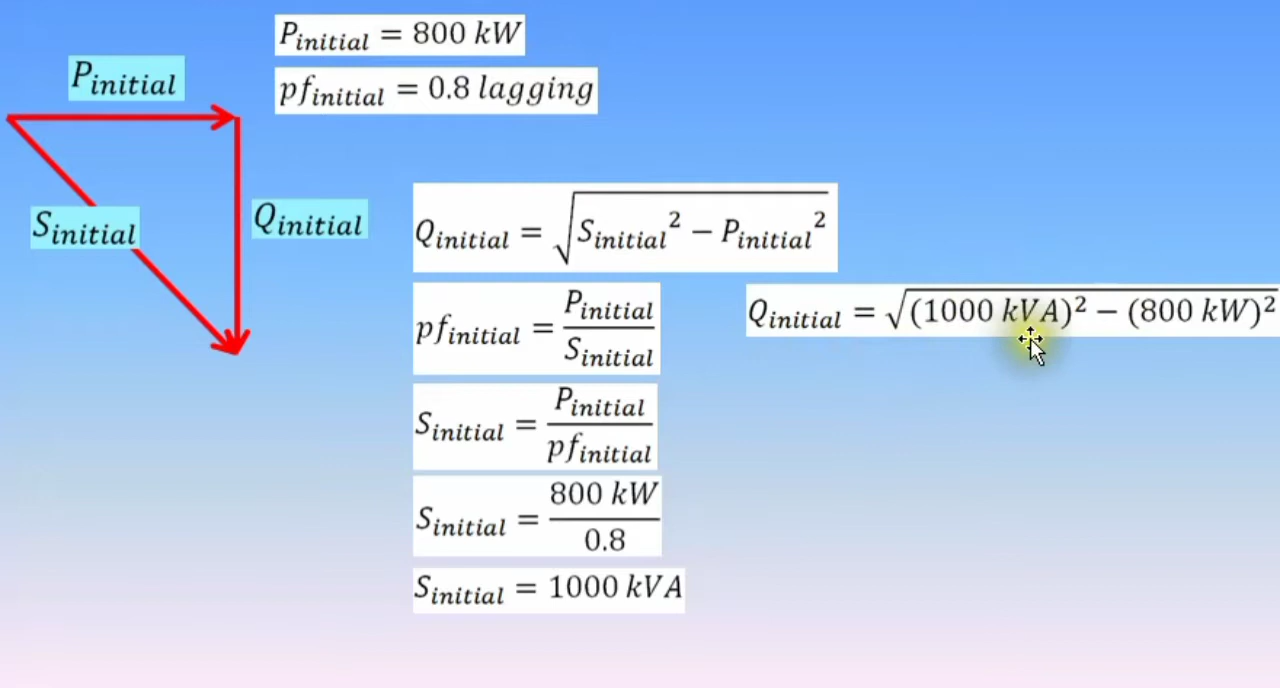 P_initial = 800 kW
pf_initial = 0.8 lagging
P_initial
S_initial
Q_initial
Q_initial = √(S_initial² − P_initial²)
pf_initial = P_initial / S_initial
S_initial = P_initial / pf_initial
S_initial = 800 kW / 0.8
S_initial = 1000 kVA
Q_initial = √((1000 kVA)² − (800 kW)²)